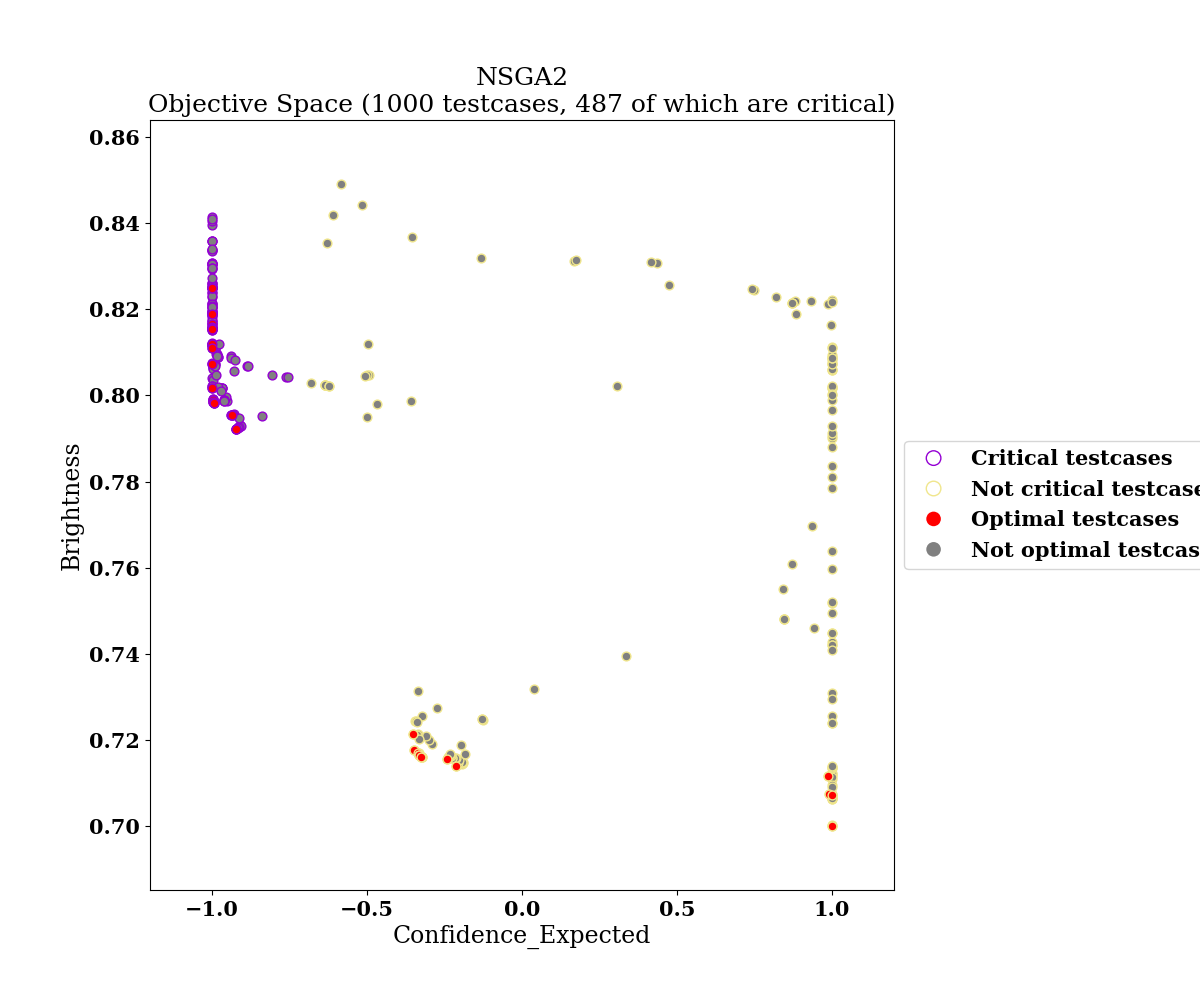 NSGA2
Objective Space (1000 testcases, 487 of which are critical)
0.86
0.84
0.82
0.80
0.78
0.76
0.74
0.72
0.70
Brightness
−1.0 −0.5 0.0 0.5 1.0
Confidence_Expected
Critical testcases
Not critical testcase
Optimal testcases
Not optimal testcas